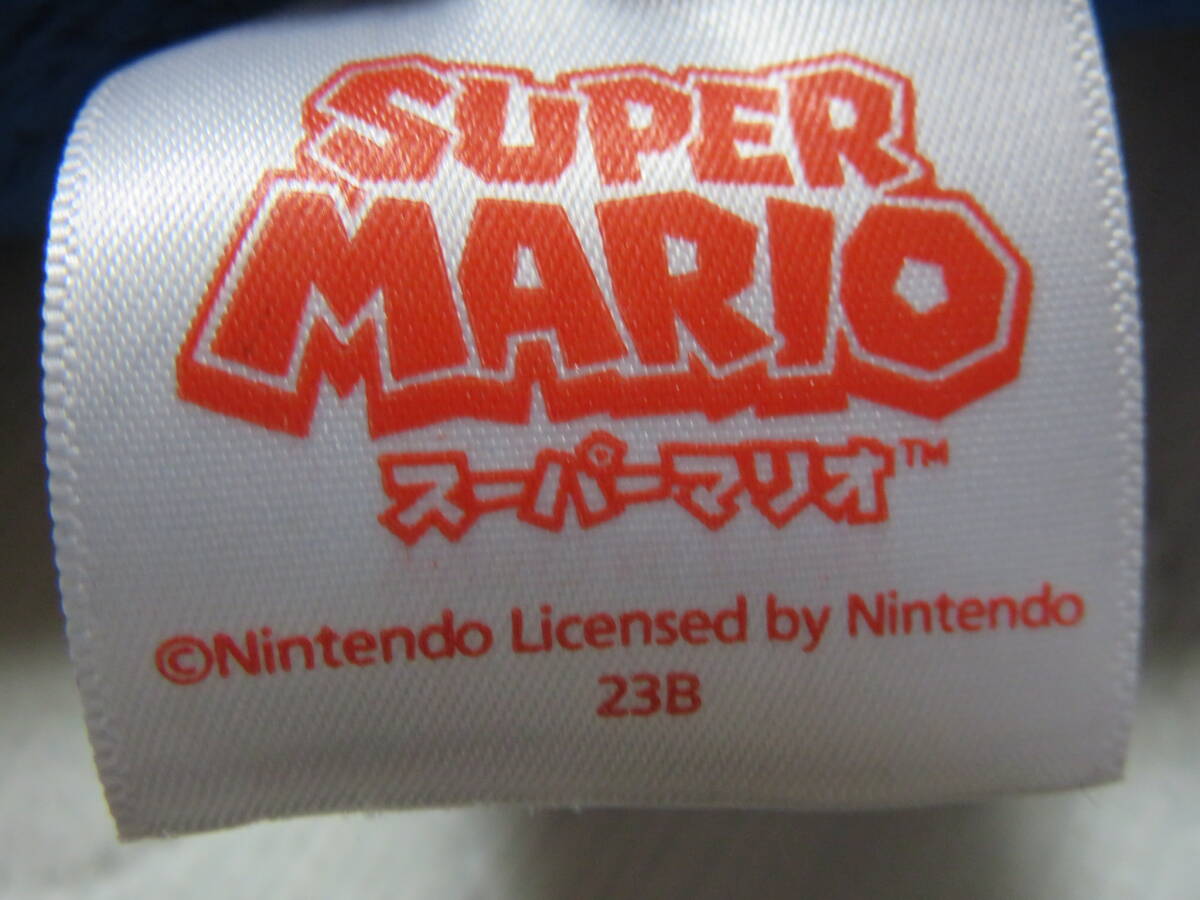 SUPER
MARIO
スーパーマリオ™
©Nintendo Licensed by Nintendo
23B